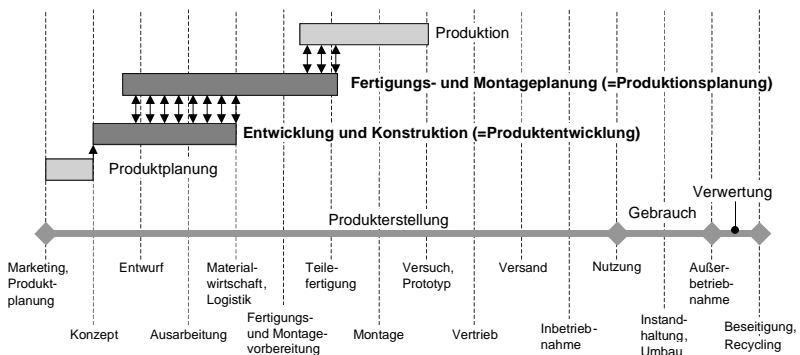 Produktion
Fertigungs- und Montageplanung (=Produktionsplanung)
Entwicklung und Konstruktion (=Produktentwicklung)
Produktplanung
Verwertung
Produkterstellung
Gebrauch
Marketing,
Produkt-
planung
Konzept
Entwurf
Ausarbeitung
Material-
wirtschaft,
Logistik
Fertigungs-
und Montage-
vorbereitung
Teile-
fertigung
Montage
Versuch,
Prototyp
Vertrieb
Versand
Inbetrieb-
nahme
Nutzung
Instand-
haltung,
Umbau
Außer-
betrieb-
nahme
Beseitigung,
Recycling